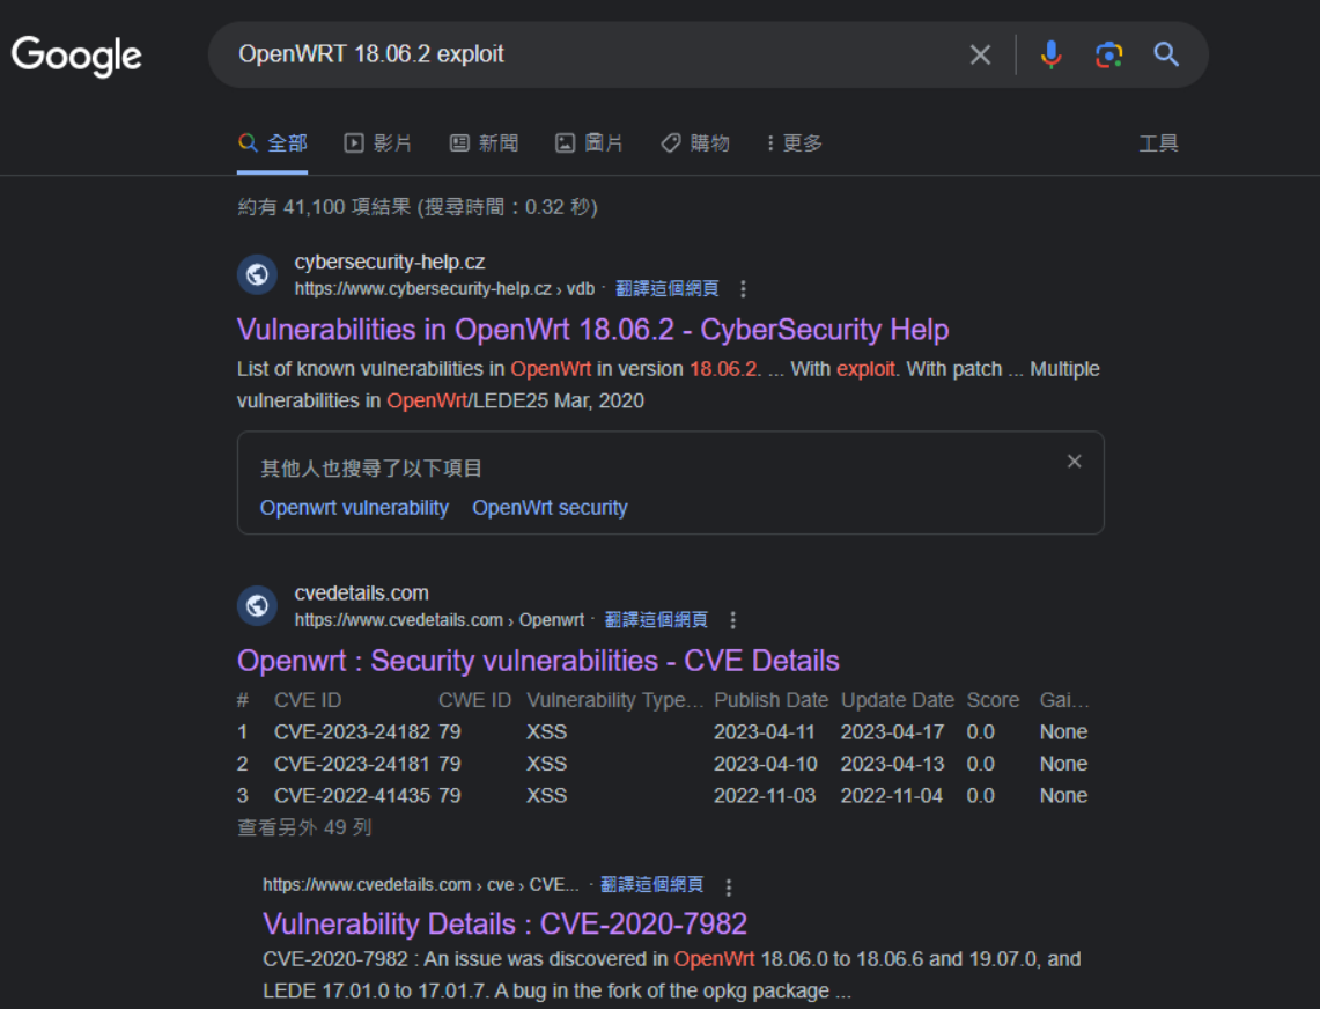 Google
OpenWRT 18.06.2 exploit
全部 影片 新聞 圖片 購物 更多 工具
約有 41,100 項結果 (搜尋時間：0.32 秒)
cybersecurity-help.cz
https://www.cybersecurity-help.cz › vdb · 翻譯這個網頁
Vulnerabilities in OpenWrt 18.06.2 - CyberSecurity Help
List of known vulnerabilities in OpenWrt in version 18.06.2. ... With exploit. With patch ... Multiple
vulnerabilities in OpenWrt/LEDE25 Mar, 2020
其他人也搜尋了以下項目
Openwrt vulnerability OpenWrt security
cvedetails.com
https://www.cvedetails.com › Openwrt · 翻譯這個網頁
Openwrt : Security vulnerabilities - CVE Details
# CVE ID CWE ID Vulnerability Type... Publish Date Update Date Score Gai...
1 CVE-2023-24182 79 XSS 2023-04-11 2023-04-17 0.0 None
2 CVE-2023-24181 79 XSS 2023-04-10 2023-04-13 0.0 None
3 CVE-2022-41435 79 XSS 2022-11-03 2022-11-04 0.0 None
查看另外 49 列
https://www.cvedetails.com › cve › CVE... · 翻譯這個網頁
Vulnerability Details : CVE-2020-7982
CVE-2020-7982 : An issue was discovered in OpenWrt 18.06.0 to 18.06.6 and 19.07.0, and
LEDE 17.01.0 to 17.01.7. A bug in the fork of the opkg package ...